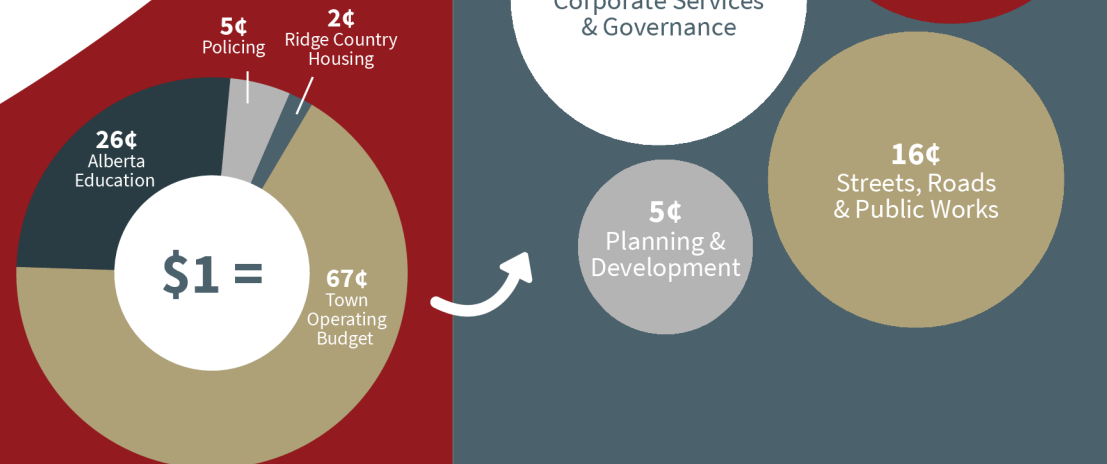 5¢
Policing
2¢
Ridge Country
Housing
26¢
Alberta
Education
$1 =
67¢
Town
Operating
Budget
Corporate Services
& Governance
5¢
Planning &
Development
16¢
Streets, Roads
& Public Works